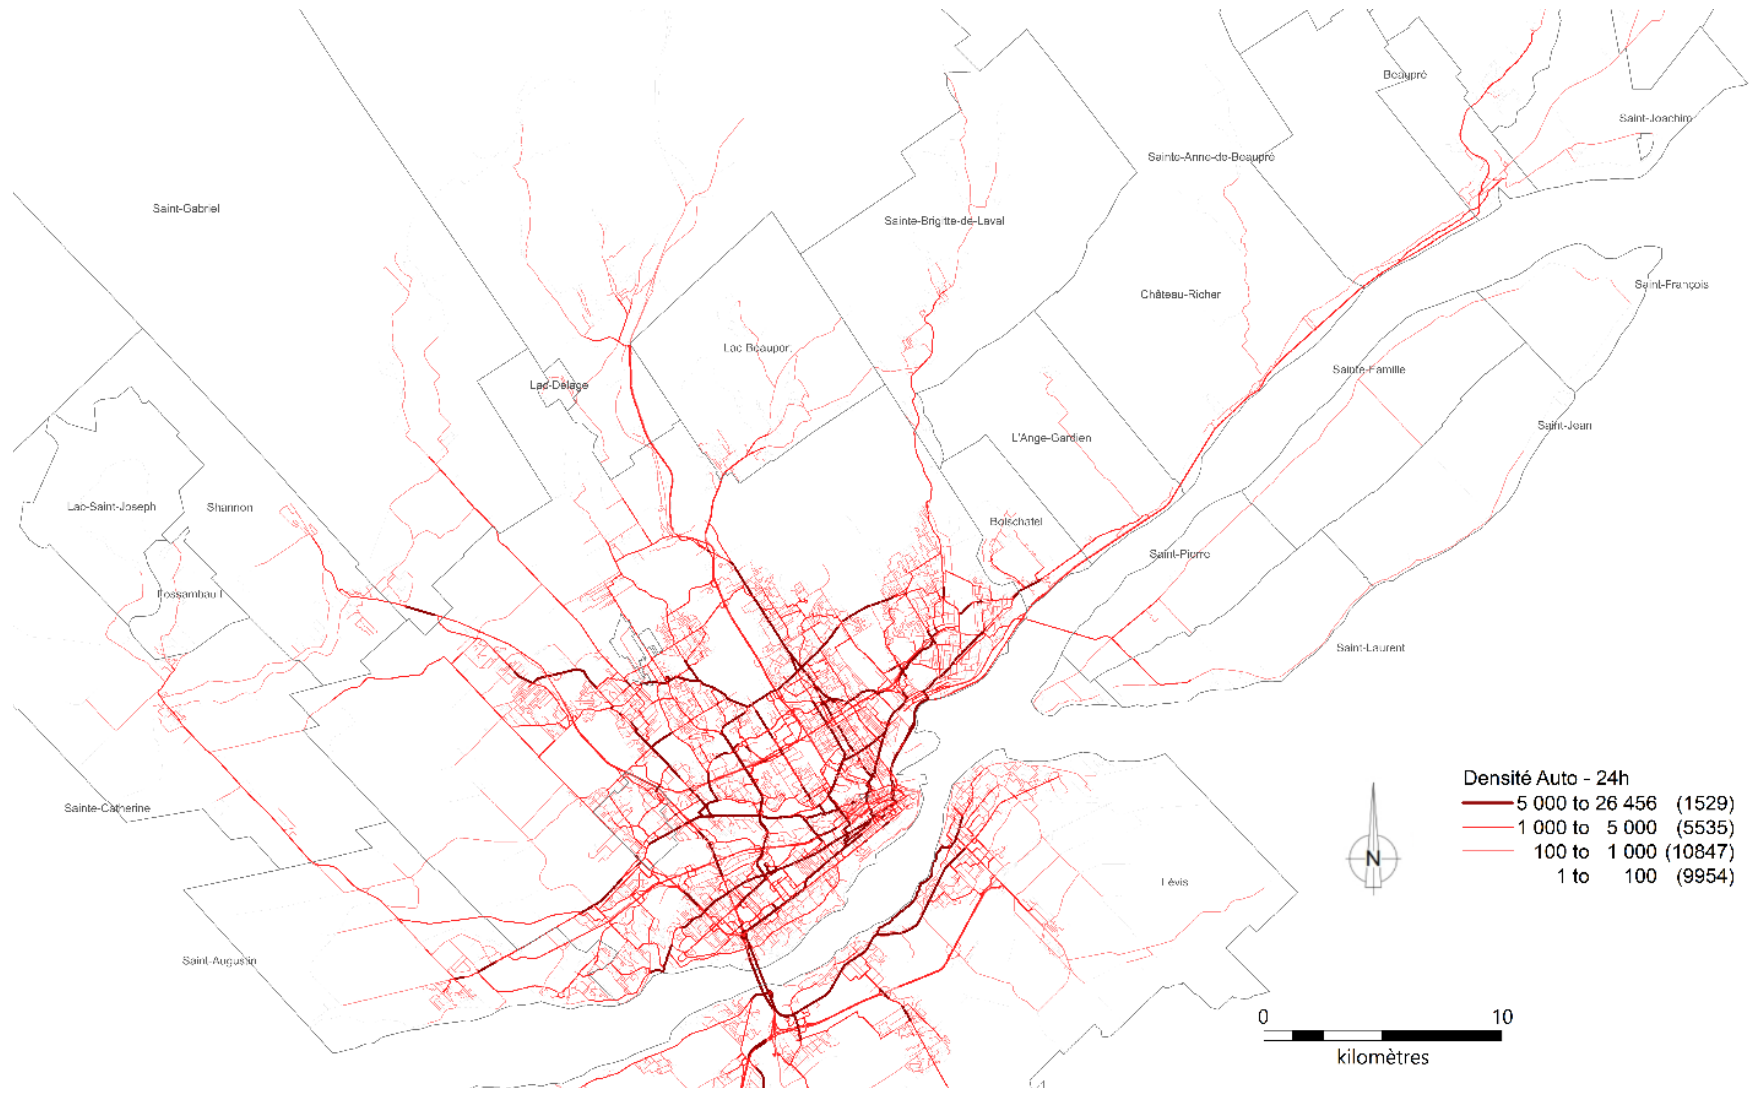 Beaupré
Saint-Joachim
Sainte-Anne-de-Beaupré
Saint-Gabriel
Sainte-Brigitte-de-Laval
Saint-François
Château-Richer
Lac Beauport
Sainte-Famille
Lac-Delage
Saint-Jean
L'Ange-Gardien
Lac-Saint-Joseph
Shannon
Boischatel
Saint-Pierre
Fossambault
Saint-Laurent
Densité Auto - 24h
5 000 to 26 456 (1529)
1 000 to 5 000 (5535)
100 to 1 000 (10847)
1 to 100 (9954)
Sainte-Catherine
N
Lévis
Saint-Augustin
0 10
kilomètres